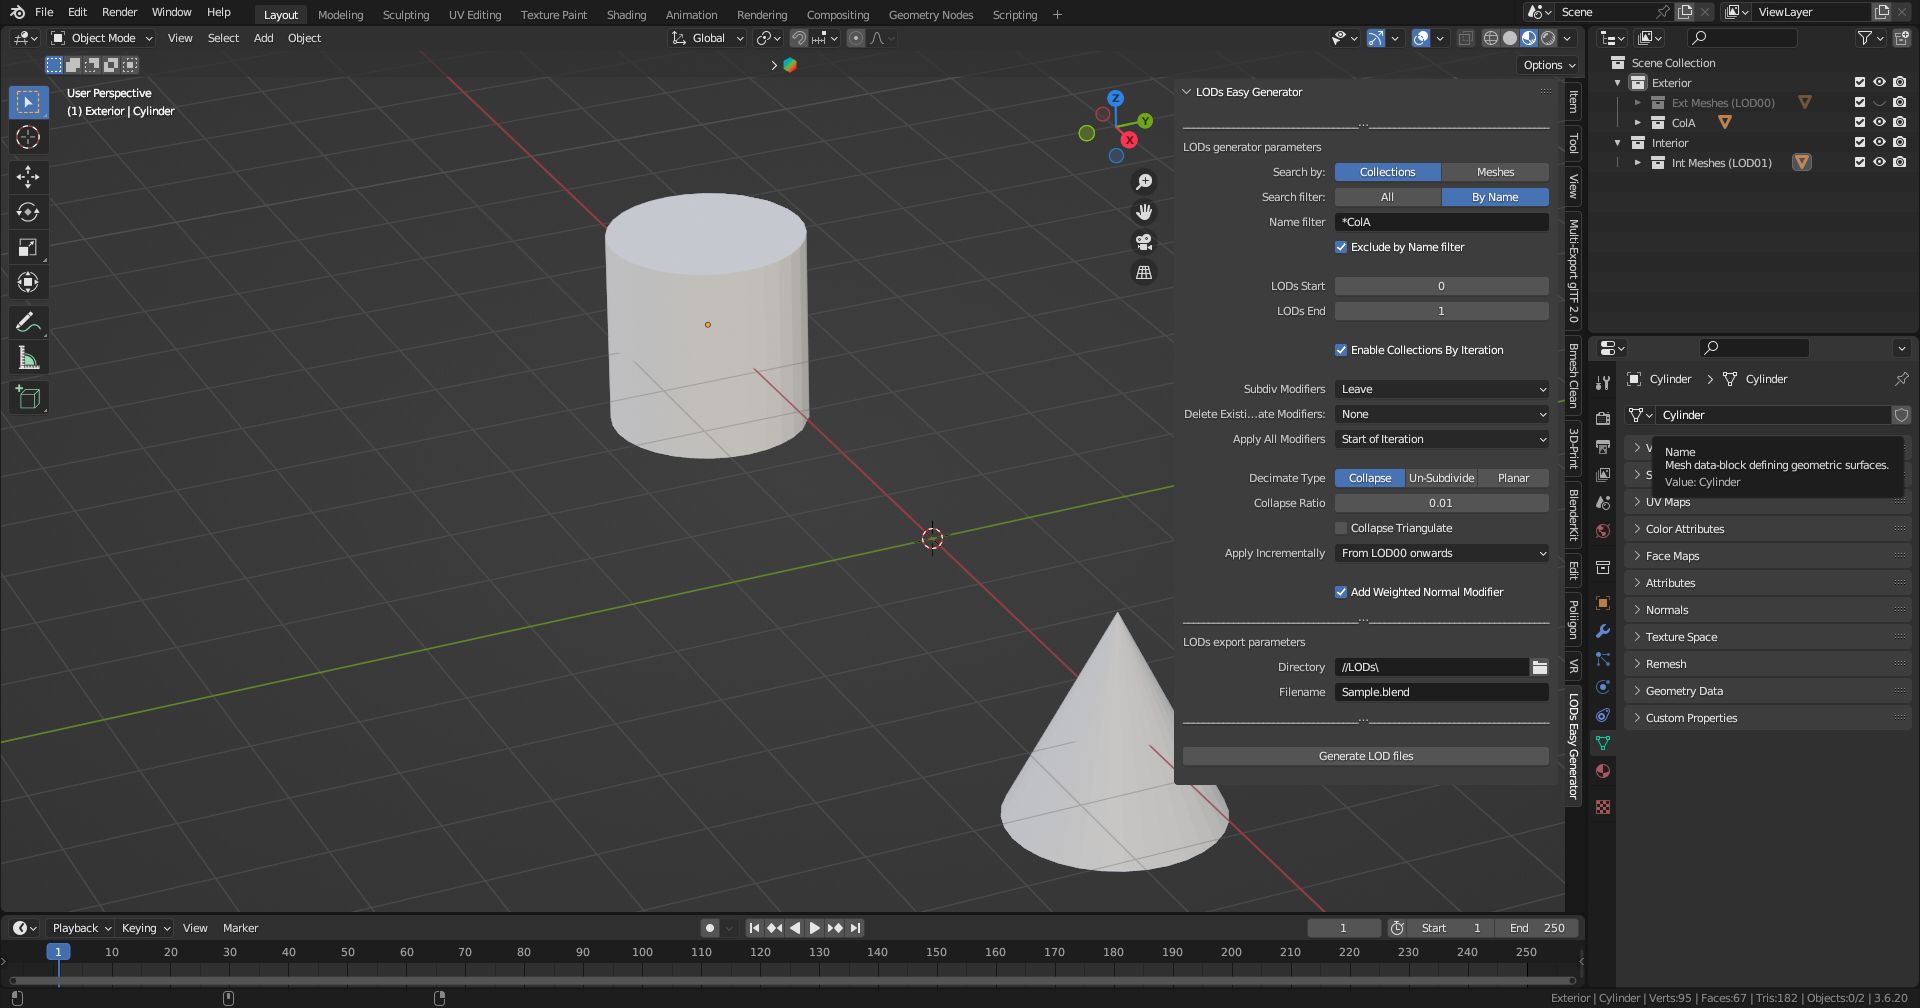 File Edit Render Window Help Layout Modeling Sculpting UV Editing Texture Paint Shading Animation Rendering Compositing Geometry Nodes Scripting + Scene ViewLayer
Object Mode View Select Add Object Global
Options
User Perspective
(1) Exterior | Cylinder
Z
Y
X
LODs Easy Generator
LODs generator parameters
Search by: Collections Meshes
Search filter: All By Name
Name filter *ColA
Exclude by Name filter
LODs Start 0
LODs End 1
Enable Collections By Iteration
Subdiv Modifiers Leave
Delete Existi...ate Modifiers: None
Apply All Modifiers Start of Iteration
Decimate Type Collapse Un-Subdivide Planar
Collapse Ratio 0.01
Collapse Triangulate
Apply Incrementally From LOD00 onwards
Add Weighted Normal Modifier
LODs export parameters
Directory //LODs\
Filename Sample.blend
Generate LOD files
Item
Tool
View
Multi-Export glTF 2.0
Bmesh Clean
3D-Print
BlenderKit
Edit
Poliigon
VR
LODs Easy Generator
Scene Collection
Exterior
Ext Meshes (LOD00)
ColA
Interior
Int Meshes (LOD01)
Cylinder > Cylinder
Cylinder
V
Name
Mesh data-block defining geometric surfaces.
S
Value: Cylinder
UV Maps
Color Attributes
Face Maps
Attributes
Normals
Texture Space
Remesh
Geometry Data
Custom Properties
Playback Keying View Marker 1 Start 1 End 250
1 10 20 30 40 50 60 70 80 90 100 110 120 130 140 150 160 170 180 190 200 210 220 230 240 250
Exterior | Cylinder | Verts:95 | Faces:67 | Tris:182 | Objects:0/2 | 3.6.20